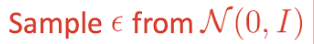 Sample ϵ from 𝒩(0, I)